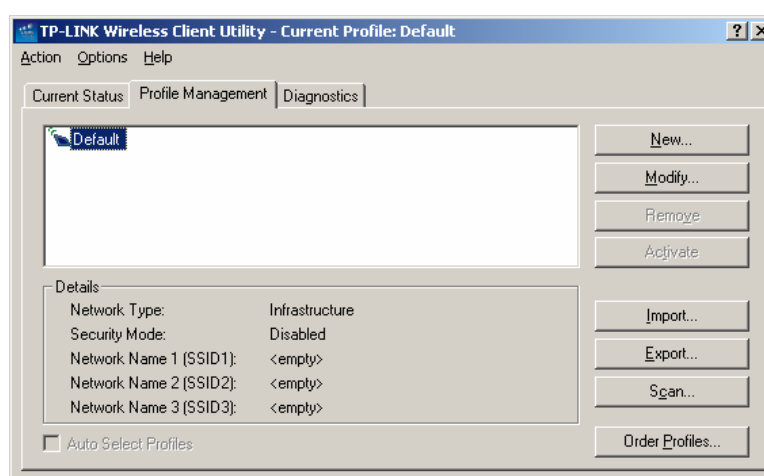 TP-LINK Wireless Client Utility - Current Profile: Default
Action Options Help
Current Status Profile Management Diagnostics
Default
New...
Modify...
Remove
Activate
Details
Network Type: Infrastructure
Security Mode: Disabled
Network Name 1 (SSID1): <empty>
Network Name 2 (SSID2): <empty>
Network Name 3 (SSID3): <empty>
Import...
Export...
Scan...
Auto Select Profiles
Order Profiles...